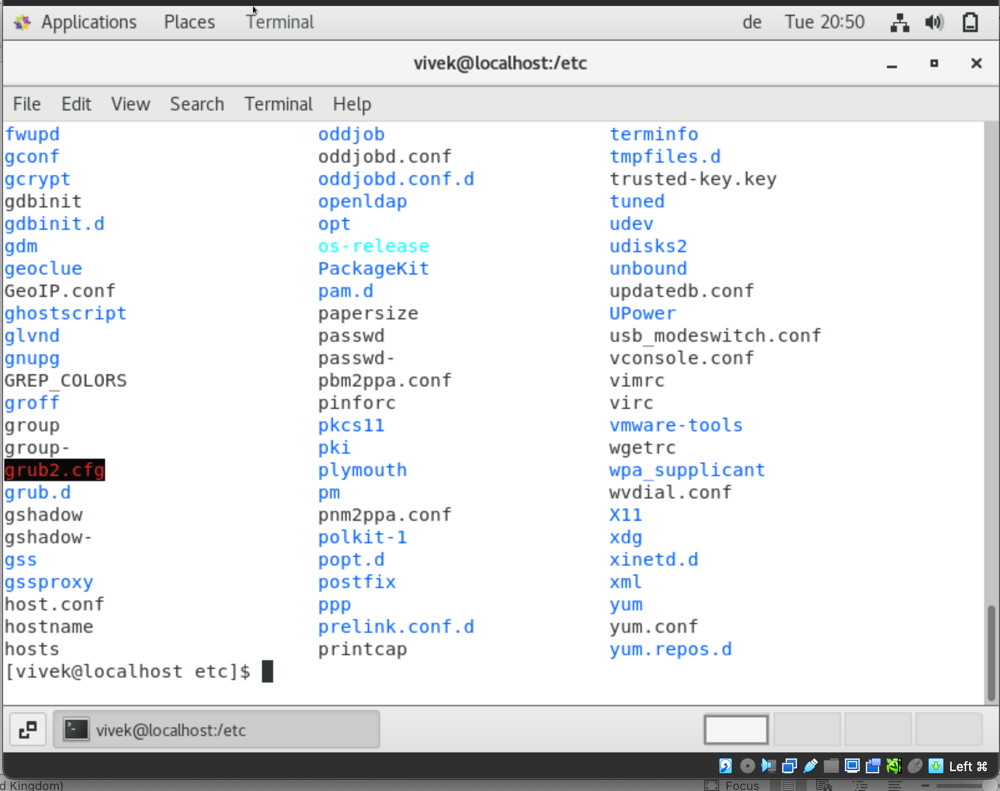 Applications Places Terminal de Tue 20:50
vivek@localhost:/etc
File Edit View Search Terminal Help
fwupd oddjob terminfo
gconf oddjobd.conf tmpfiles.d
gcrypt oddjobd.conf.d trusted-key.key
gdbinit openldap tuned
gdbinit.d opt udev
gdm os-release udisks2
geoclue PackageKit unbound
GeoIP.conf pam.d updatedb.conf
ghostscript papersize UPower
glvnd passwd usb_modeswitch.conf
gnupg passwd- vconsole.conf
GREP_COLORS pbm2ppa.conf vimrc
groff pinforc virc
group pkcs11 vmware-tools
group- pki wgetrc
grub2.cfg plymouth wpa_supplicant
grub.d pm wvdial.conf
gshadow pnm2ppa.conf X11
gshadow- polkit-1 xdg
gss popt.d xinetd.d
gssproxy postfix xml
host.conf ppp yum
hostname prelink.conf.d yum.conf
hosts printcap yum.repos.d
[vivek@localhost etc]$
vivek@localhost:/etc
Left ⌘
d Kingdom) Focus